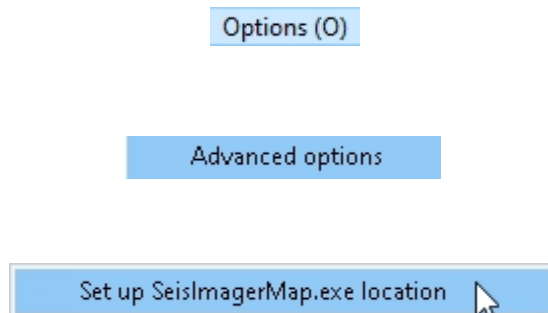 Options (O)
Advanced options
Set up SeisImagerMap.exe location